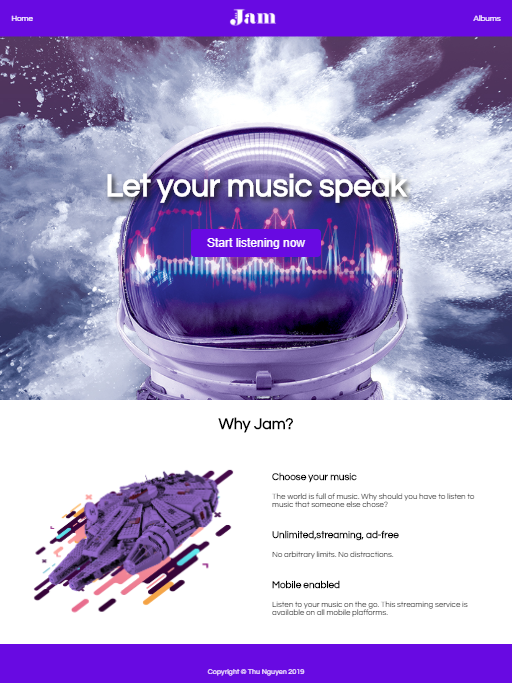 Home
Jam
Albums
Let your music speak
Start listening now
Why Jam?
Choose your music
The world is full of music. Why should you have to listen to
music that someone else chose?
Unlimited,streaming, ad-free
No arbitrary limits. No distractions.
Mobile enabled
Listen to your music on the go. This streaming service is
available on all mobile platforms.
Copyright © Thu Nguyen 2019